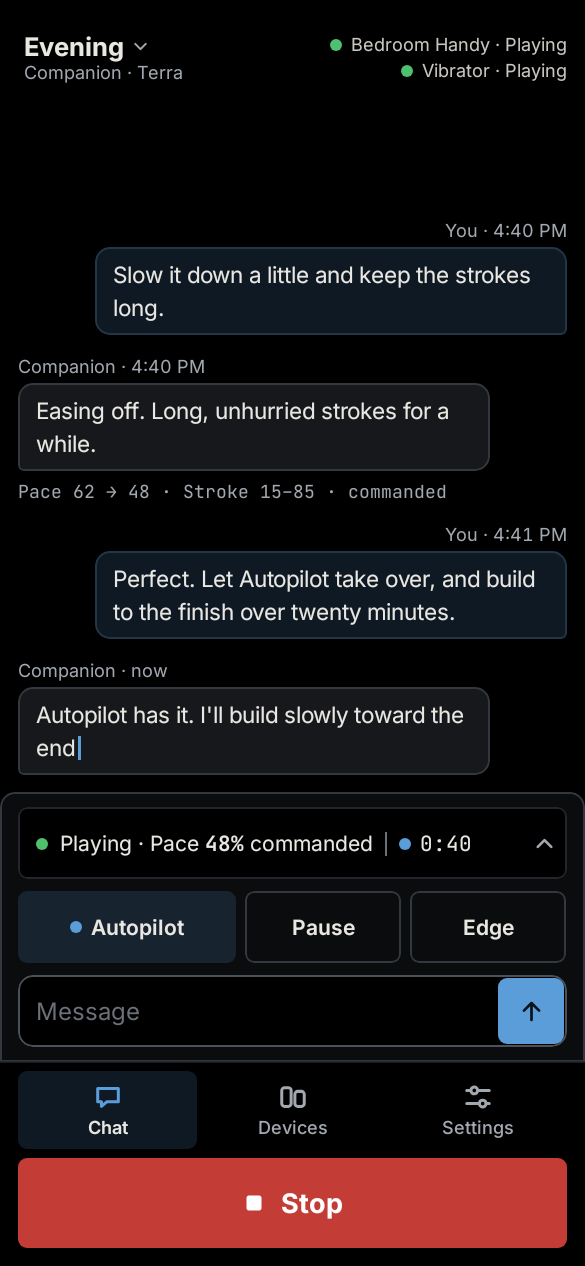 Evening
Companion · Terra
Bedroom Handy · Playing
Vibrator · Playing
You · 4:40 PM
Slow it down a little and keep the strokes
long.
Companion · 4:40 PM
Easing off. Long, unhurried strokes for a
while.
Pace 62 → 48 · Stroke 15–85 · commanded
You · 4:41 PM
Perfect. Let Autopilot take over, and build
to the finish over twenty minutes.
Companion · now
Autopilot has it. I'll build slowly toward the
end
Playing · Pace 48% commanded
0:40
Autopilot
Pause
Edge
Message
Chat
Devices
Settings
Stop